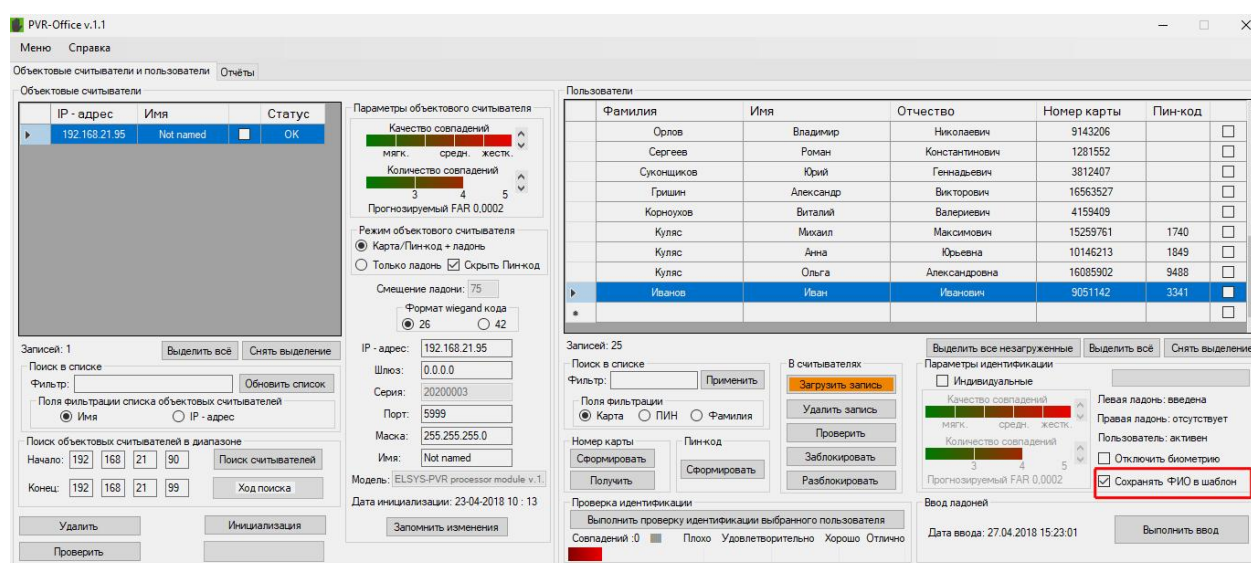 PVR-Office v.1.1
Меню Справка
Объектовые считыватели и пользователи Отчёты
Объектовые считыватели
IP - адрес Имя Статус
192.168.21.95 Not named OK
Записей: 1 Выделить всё Снять выделение
Поиск в списке
Фильтр: Обновить список
Поля фильтрации списка объектовых считывателей
Имя IP - адрес
Поиск объектовых считывателей в диапазоне
Начало: 192 168 21 90 Поиск считывателей
Конец: 192 168 21 99 Ход поиска
Удалить Инициализация
Проверить
Параметры объектового считывателя
Качество совпадений
мягк. средн. жестк.
Количество совпадений
3 4 5
Прогнозируемый FAR 0,0002
Режим объектового считывателя
Карта/Пин-код + ладонь
Только ладонь Скрыть Пин-код
Смещение ладони: 75
Формат wiegand кода
26 42
IP - адрес: 192.168.21.95
Шлюз: 0.0.0.0
Серия: 20200003
Порт: 5999
Маска: 255.255.255.0
Имя: Not named
Модель: ELSYS-PVR processor module v.1.
Дата инициализации: 23-04-2018 10 : 13
Запомнить изменения
Пользователи
Фамилия Имя Отчество Номер карты Пин-код
Орлов Владимир Николаевич 9143206
Сергеев Роман Константинович 1281552
Суконщиков Юрий Геннадьевич 3812407
Гришин Александр Викторович 16563527
Корноухов Виталий Валериевич 4159409
Куляс Михаил Максимович 15259761 1740
Куляс Анна Юрьевна 10146213 1849
Куляс Ольга Александровна 16085902 9488
Иванов Иван Иванович 9051142 3341
Записей: 25 Выделить все незагруженные Выделить всё Снять выделение
Поиск в списке
Фильтр: Применить
Поля фильтрации
Карта ПИН Фамилия
Номер карты
Сформировать
Получить
Пин-код
Сформировать
В считывателях
Загрузить запись
Удалить запись
Проверить
Заблокировать
Разблокировать
Проверка идентификации
Выполнить проверку идентификации выбранного пользователя
Совпадений :0 Плохо Удовлетворительно Хорошо Отлично
Параметры идентификации
Индивидуальные
Качество совпадений
мягк. средн. жестк.
Количество совпадений
3 4 5
Прогнозируемый FAR 0,0002
Левая ладонь: введена
Правая ладонь: отсутствует
Пользователь: активен
Отключить биометрию
Сохранять ФИО в шаблон
Ввод ладоней
Дата ввода: 27.04.2018 15:23:01 Выполнить ввод